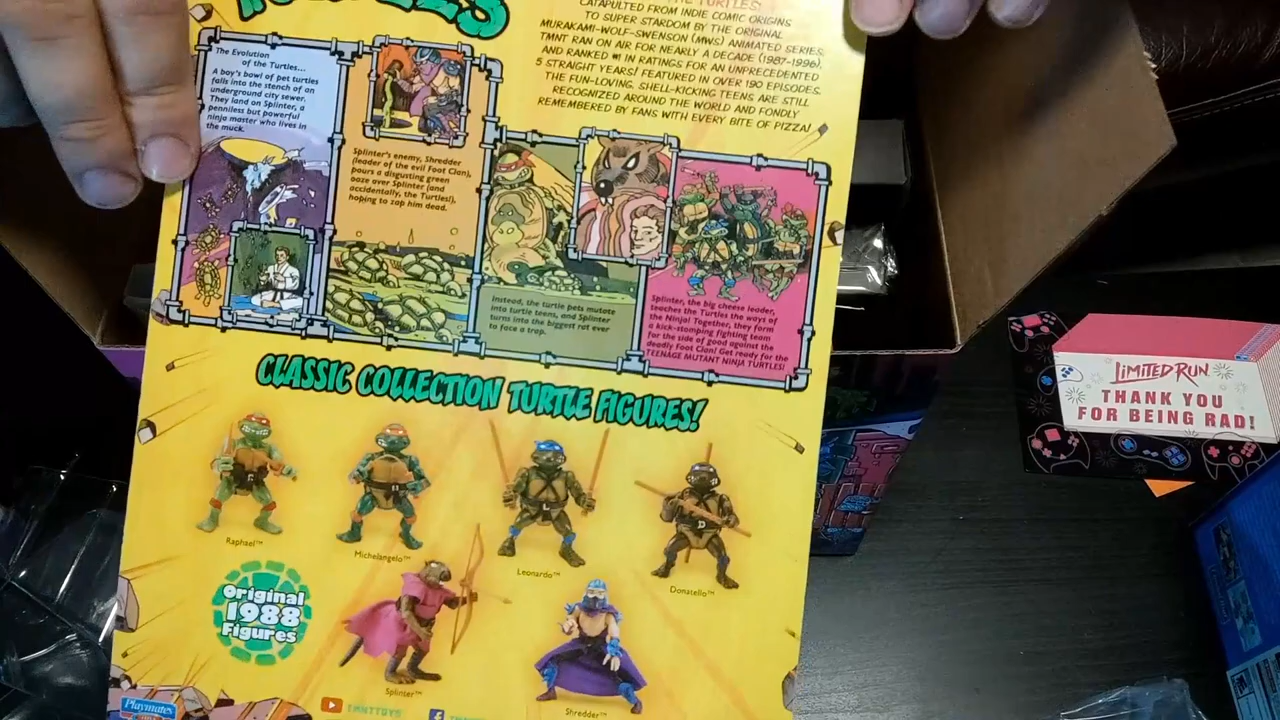 CATAPULTED FROM INDIE COMIC ORIGINS
TO SUPER STARDOM BY THE ORIGINAL
MURAKAMI-WOLF-SWENSON (MWS) ANIMATED SERIES,
TMNT RAN ON AIR FOR NEARLY A DECADE (1987-1996),
AND RANKED #1 IN RATINGS FOR AN UNPRECEDENTED
5 STRAIGHT YEARS! FEATURED IN OVER 190 EPISODES.
THE FUN-LOVING, SHELL-KICKING TEENS ARE STILL
RECOGNIZED AROUND THE WORLD AND FONDLY
REMEMBERED BY FANS WITH EVERY BITE OF PIZZA!
The Evolution
of the Turtles...
A boy's bowl of pet turtles
falls into the stench of an
underground city sewer.
They land on Splinter, a
penniless but powerful
ninja master who lives in
the muck.
Splinter's enemy, Shredder
(leader of the evil Foot Clan),
pours a disgusting green
ooze over Splinter (and
accidentally, the Turtles!),
hoping to zap him dead.
Instead, the turtle pets mutate
into turtle teens, and Splinter
turns into the biggest rat ever
to face a trap.
Splinter, the big cheese leader,
teaches the Turtles the ways of
the Ninja! Together, they form
a kick-stomping fighting team
for the side of good against the
deadly Foot Clan! Get ready for the
TEENAGE MUTANT NINJA TURTLES!
CLASSIC COLLECTION TURTLE FIGURES!
Raphael™
Michelangelo™
Leonardo™
Donatello™
Original
1988
Figures
Splinter™
Shredder™
Playmates
TMNTTOYS
LIMITED RUN
THANK YOU
FOR BEING RAD!